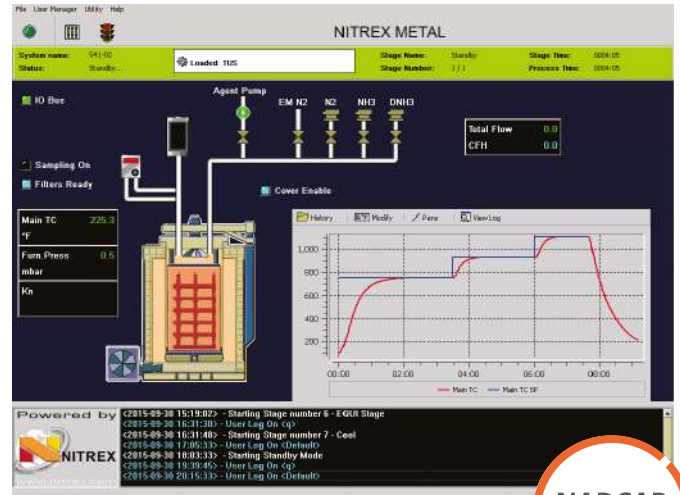 File User Manager Utility Help
NITREX METAL
System name: S41-02
Status: Standby...
Loaded: TUS
Stage Name: Standby
Stage Number: 1 / 1
Stage Time: 0004:05
Process Time: 0004:05
IO Bus
Agent Pump
EM N2 N2 NH3 DNH3
Total Flow 0.0
CFH 0.0
Sampling On
Filters Ready
Cover Enable
Main TC 225.3
°F
Furn.Press 0.5
mbar
Kn
History Modify Pens View Log
1,000
800
600
400
200
00:00 02:00 04:00 06:00 08:00
Main TC Main TC SP
Powered by
NITREX
www.nitrex.com
<2015-09-30 15:19:02> - Starting Stage number 6 - EQUI Stage
<2015-09-30 16:31:30> - User Log On <q>
<2015-09-30 16:31:48> - Starting Stage number 7 - Cool
<2015-09-30 17:05:33> - User Log On <Default>
<2015-09-30 18:03:33> - Starting Standby Mode
<2015-09-30 19:39:45> - User Log On <q>
<2015-09-30 20:15:33> - User Log On <Default>
NADCAP